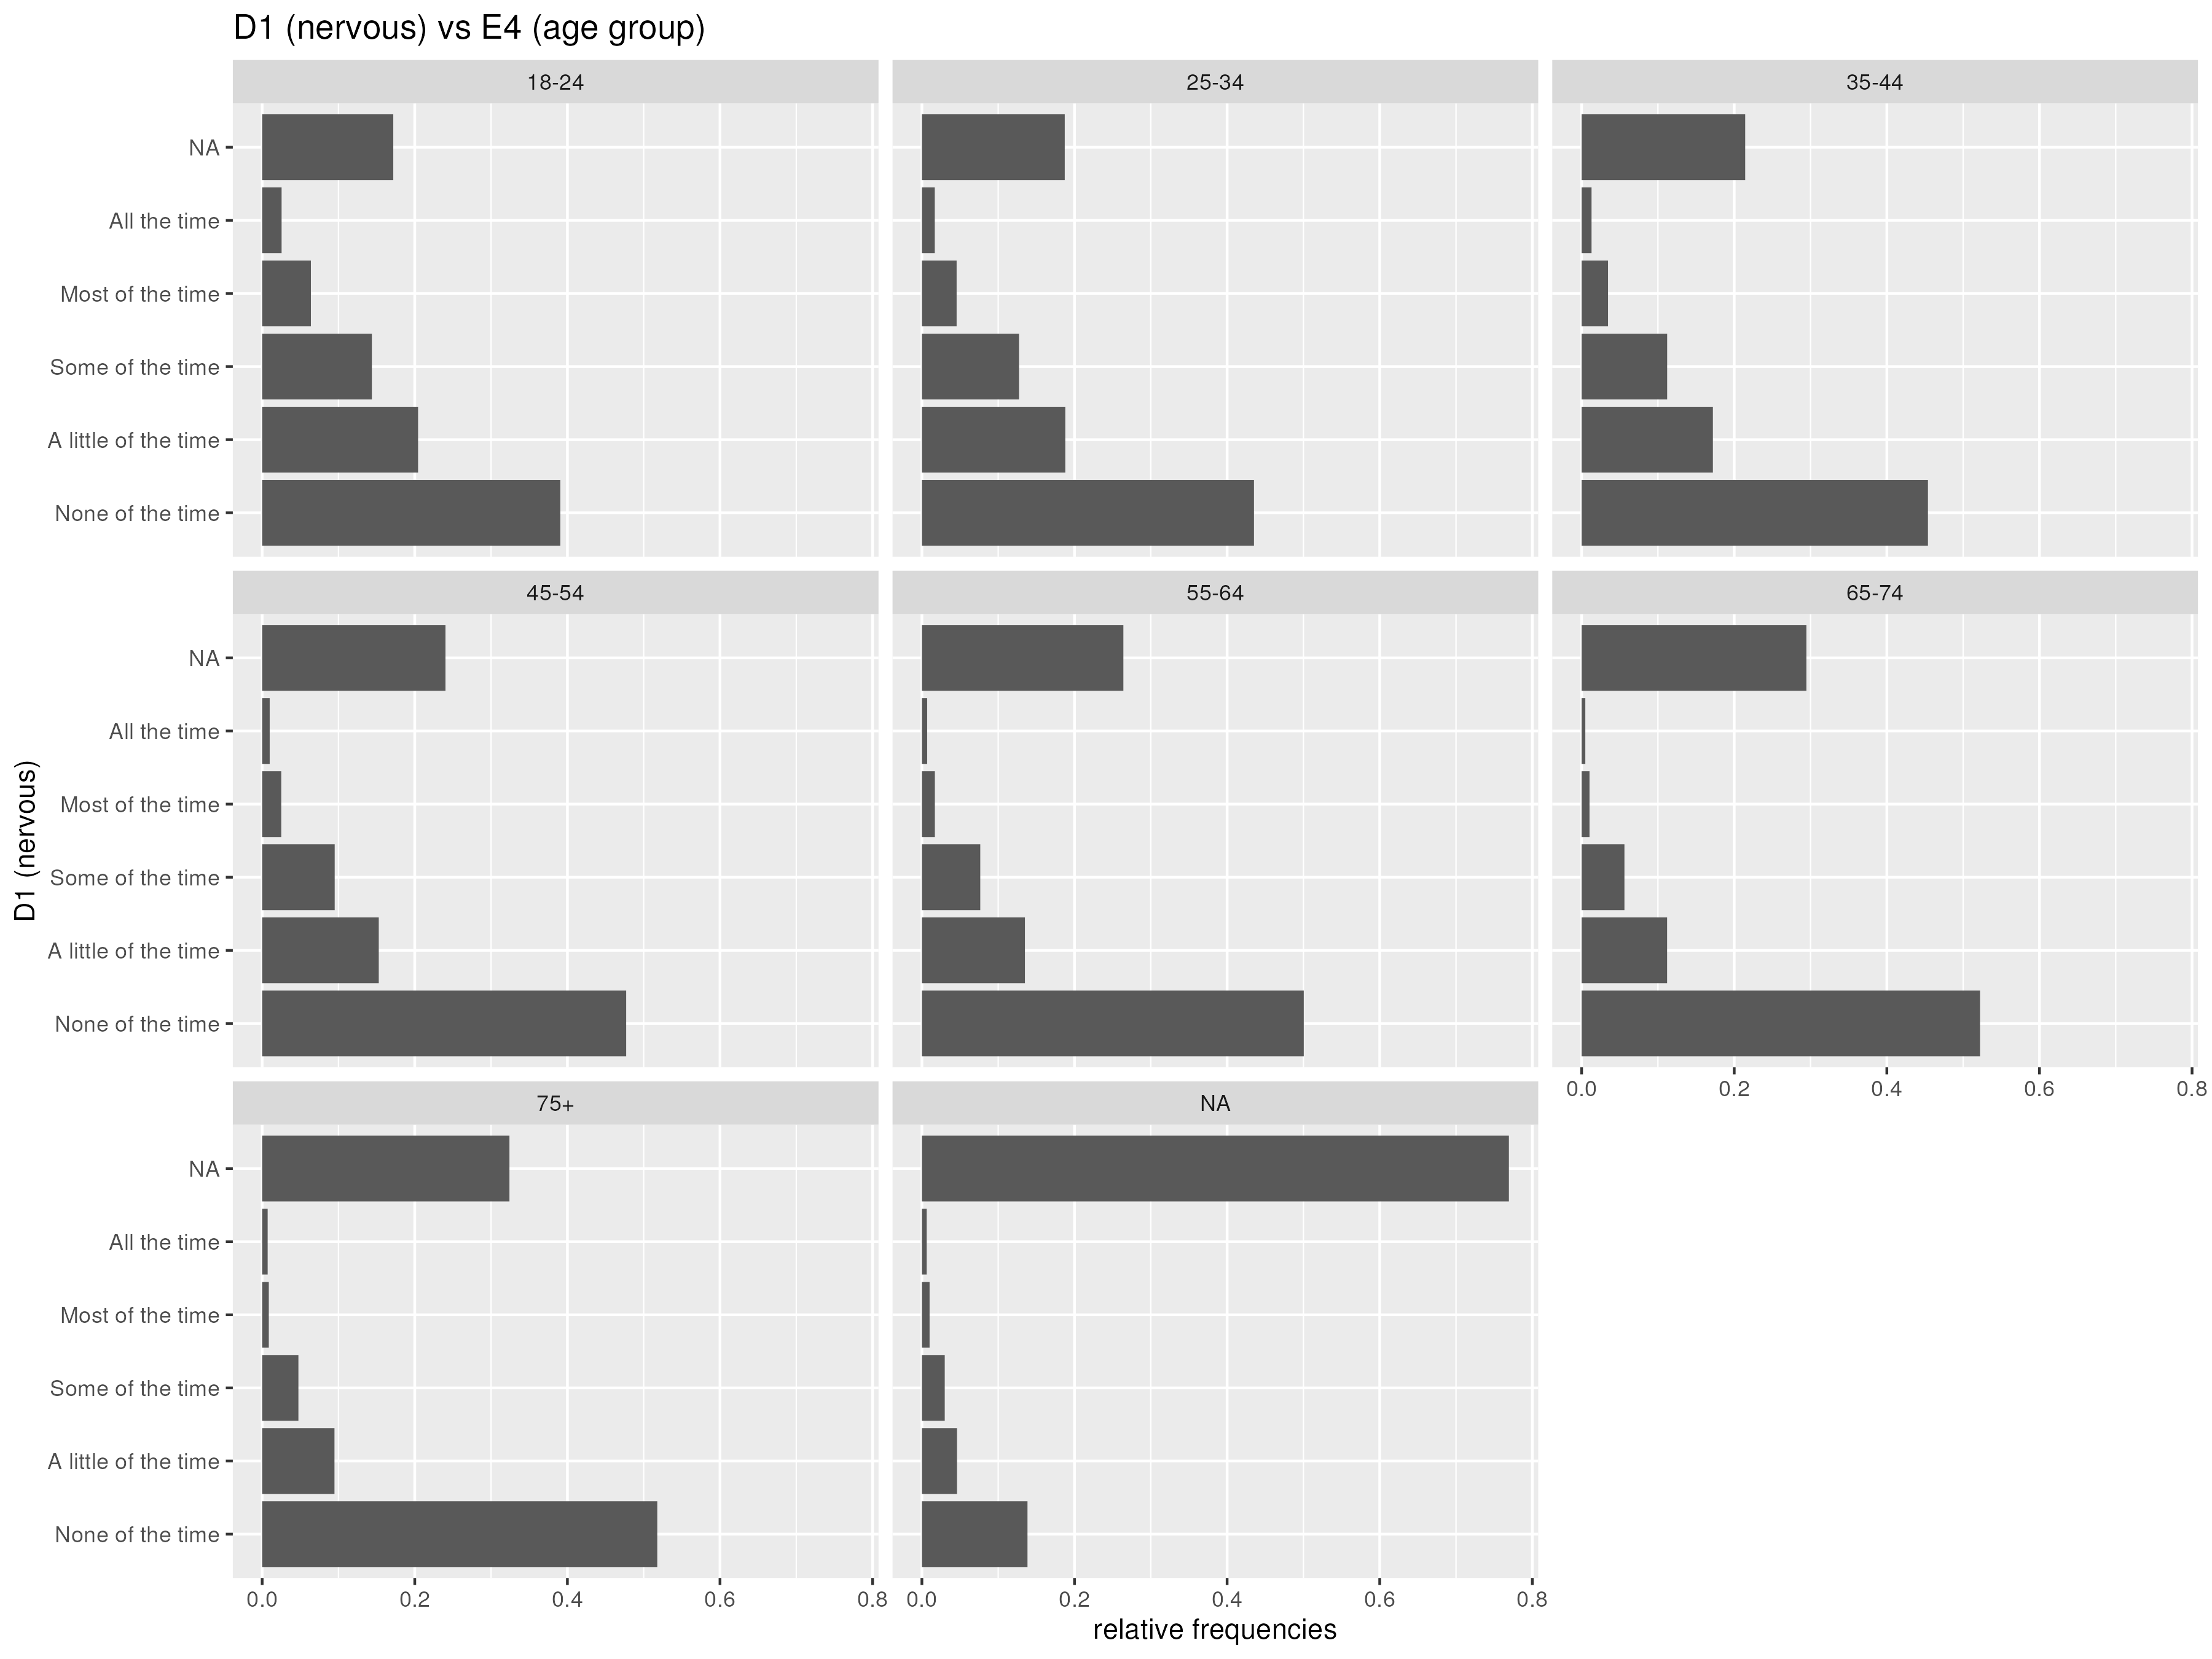 D1 (nervous) vs E4 (age group)
18-24
25-34
35-44
NA
All the time
Most of the time
Some of the time
A little of the time
None of the time
45-54
55-64
65-74
NA
All the time
Most of the time
Some of the time
A little of the time
None of the time
0.0 0.2 0.4 0.6 0.8
75+
NA
NA
All the time
Most of the time
Some of the time
A little of the time
None of the time
0.0 0.2 0.4 0.6 0.8
0.0 0.2 0.4 0.6 0.8
relative frequencies
D1 (nervous)